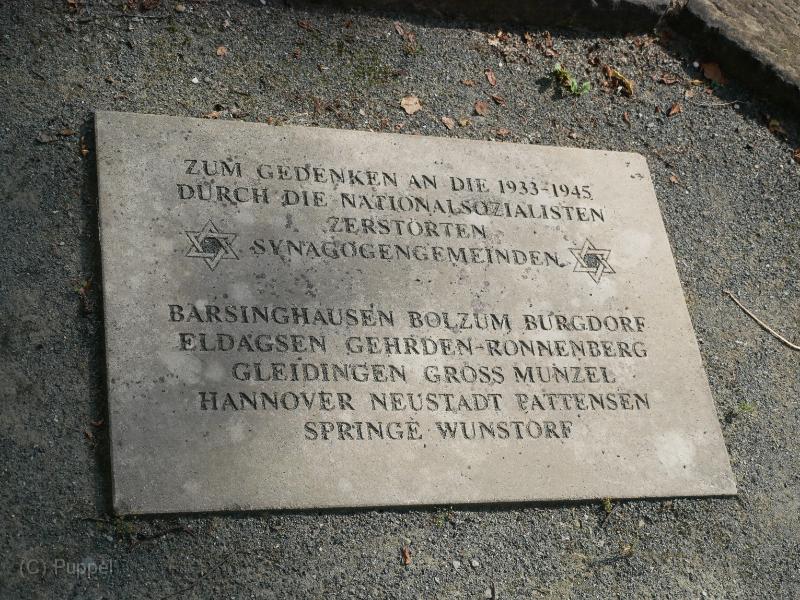 ZUM GEDENKEN AN DIE 1933-1945
DURCH DIE NATIONALSOZIALISTEN
ZERSTÖRTEN
SYNAGOGENGEMEINDEN
BARSINGHAUSEN BOLZUM BURGDORF
ELDAGSEN GEHRDEN-RONNENBERG
GLEIDINGEN GROSS MUNZEL
HANNOVER NEUSTADT PATTENSEN
SPRINGE WUNSTORF
(C) Puppel